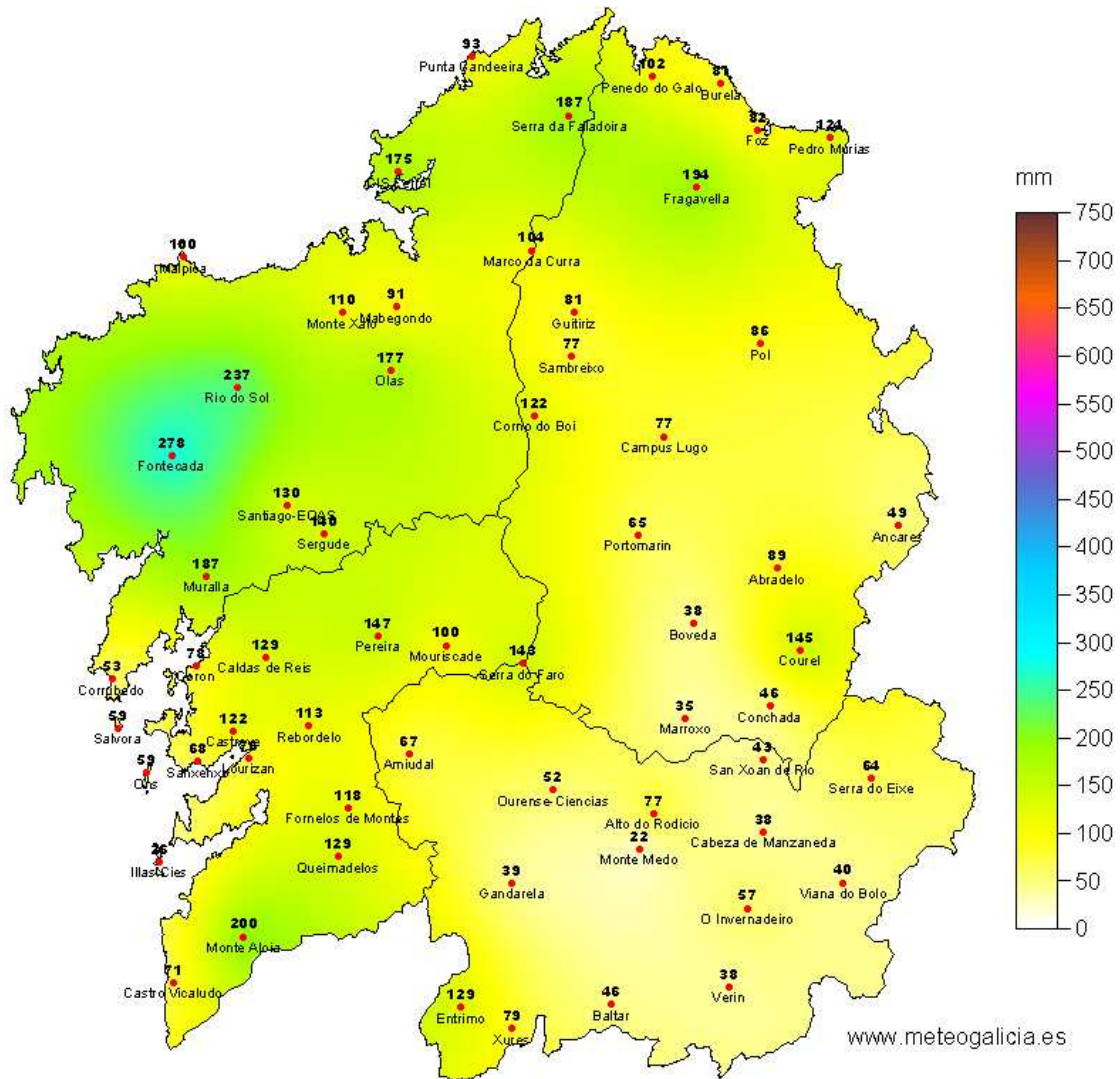 93
Punta Candeeira
102
Penedo do Galo
81
Burela
187
Serra da Faladoira
82
Foz
124
Pedro Murias
175
194
Fragavella
mm
750
700
650
600
550
500
450
400
350
300
250
200
150
100
50
0
104
Marco da Curra
100
Malpica
110
Monte Xalo
91
Mabegondo
81
Guitiriz
77
Sambreixo
86
Pol
177
Olas
237
Rio do Sol
122
Corno do Boi
77
Campus Lugo
278
Fontecada
130
Santiago-EOAS
140
Sergude
65
Portomarin
49
Ancares
187
Muralla
89
Abradelo
38
Boveda
147
Pereira
100
Mouriscade
145
Courel
129
Caldas de Reis
78
Coron
143
Serra do Faro
53
Corrubedo
46
Conchada
35
Marroxo
59
Salvora
122
Castrove
113
Rebordelo
68
Sanxenxo
76
Lourizan
67
Amiudal
43
San Xoan de Rio
64
Serra do Eixe
59
Ons
52
Ourense-Ciencias
118
Fornelos de Montes
77
Alto do Rodicio
38
Cabeza de Manzaneda
22
Monte Medo
129
Queimadelos
Illas Cies
39
Gandarela
40
Viana do Bolo
57
O Invernadeiro
200
Monte Aloia
71
Castro Vicaludo
38
Verin
129
Entrimo
46
Baltar
79
Xures
www.meteogalicia.es